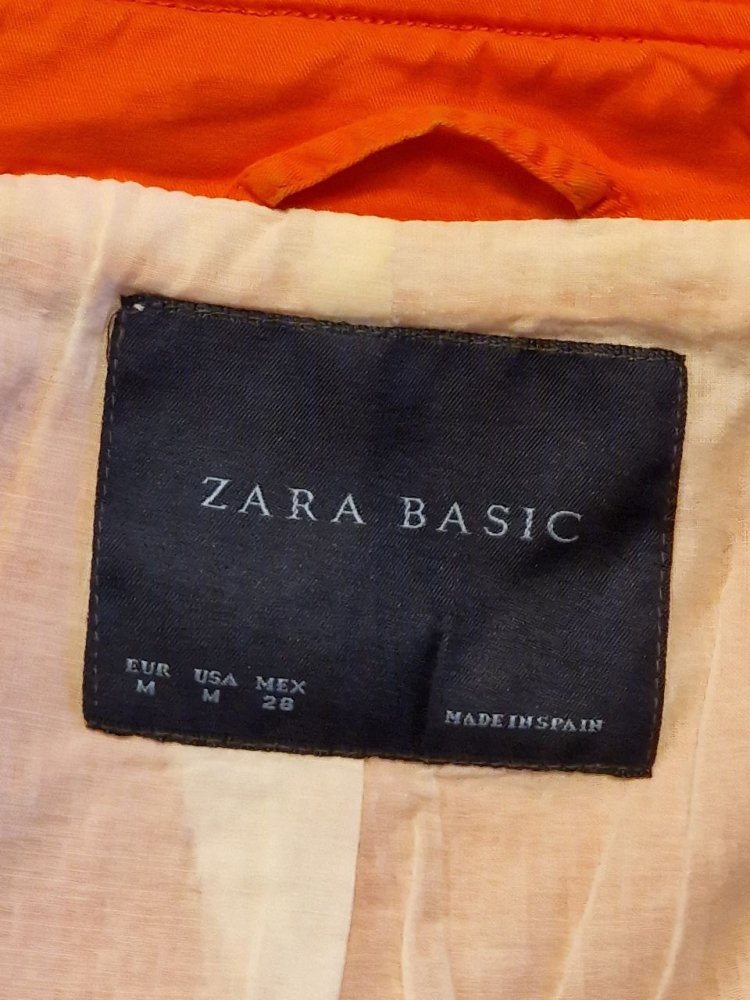 ZARA BASIC
EUR USA MEX
M M 28
MADE IN SPAIN